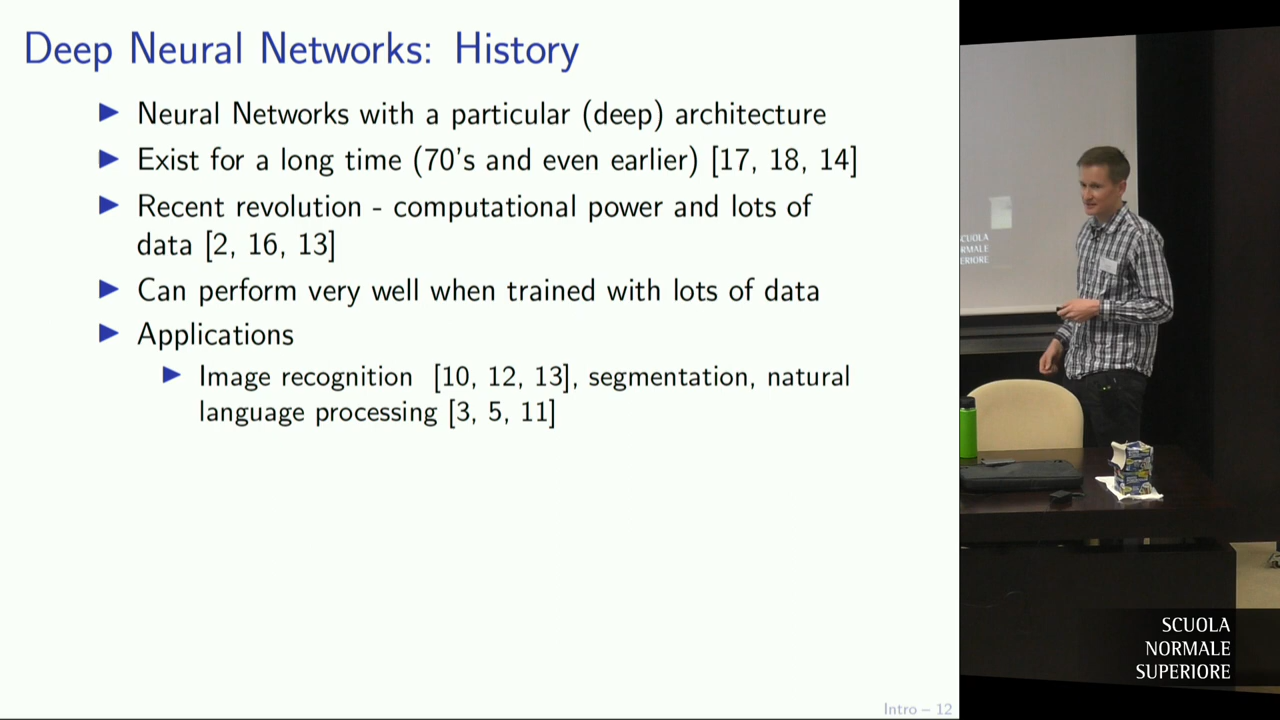 Deep Neural Networks: History
▶ Neural Networks with a particular (deep) architecture
▶ Exist for a long time (70's and even earlier) [17, 18, 14]
▶ Recent revolution - computational power and lots of
data [2, 16, 13]
▶ Can perform very well when trained with lots of data
▶ Applications
▶ Image recognition [10, 12, 13], segmentation, natural
language processing [3, 5, 11]
Intro – 12
SCUOLA
NORMALE
SUPERIORE